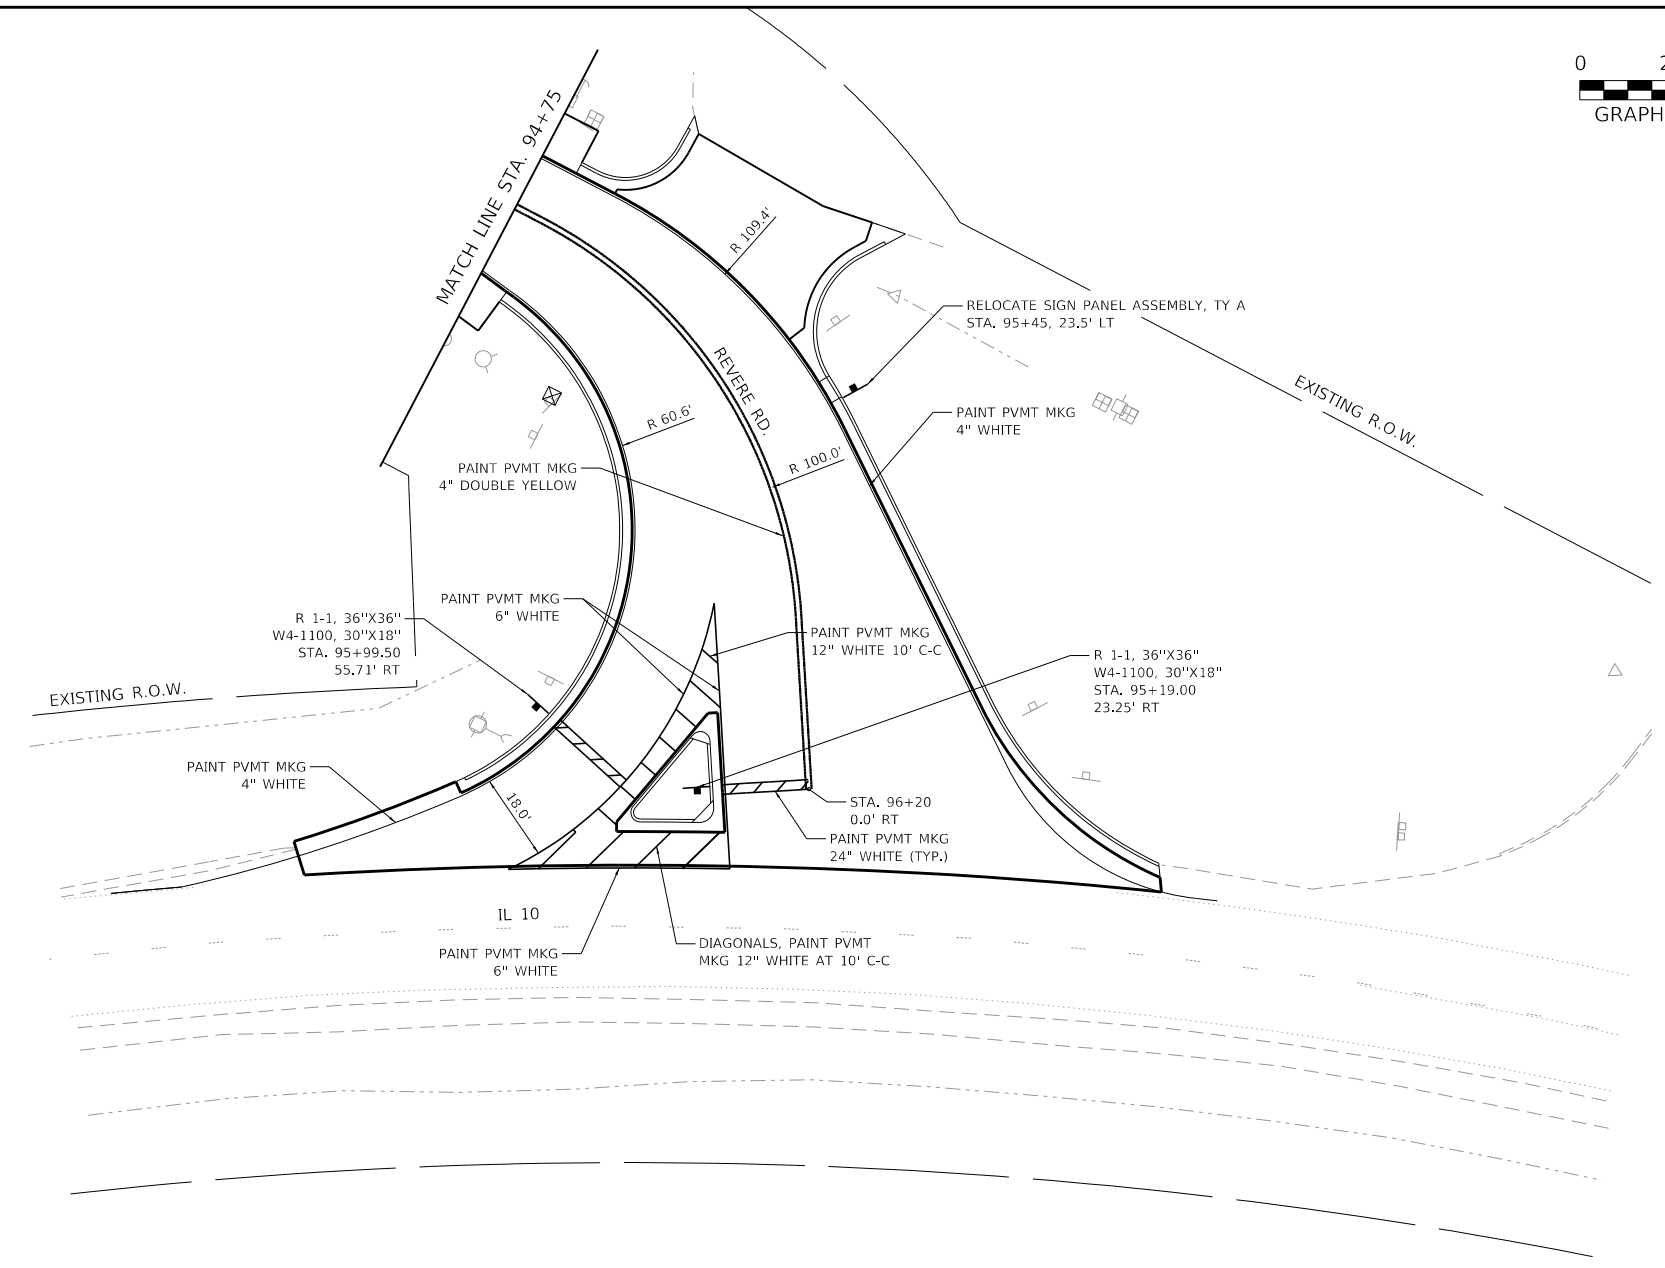 0 2
GRAPH
MATCH LINE STA. 94+75
R 109.4'
RELOCATE SIGN PANEL ASSEMBLY, TY A
STA. 95+45, 23.5' LT
REVERE RD.
EXISTING R.O.W.
R 60.6'
PAINT PVMT MKG
4" WHITE
R 100.0'
PAINT PVMT MKG
4" DOUBLE YELLOW
PAINT PVMT MKG
6" WHITE
R 1-1, 36"X36"
W4-1100, 30"X18"
STA. 95+99.50
55.71' RT
PAINT PVMT MKG
12" WHITE 10' C-C
R 1-1, 36"X36"
W4-1100, 30"X18"
STA. 95+19.00
23.25' RT
EXISTING R.O.W.
PAINT PVMT MKG
4" WHITE
18.0'
STA. 96+20
0.0' RT
PAINT PVMT MKG
24" WHITE (TYP.)
IL 10
PAINT PVMT MKG
6" WHITE
DIAGONALS, PAINT PVMT
MKG 12" WHITE AT 10' C-C